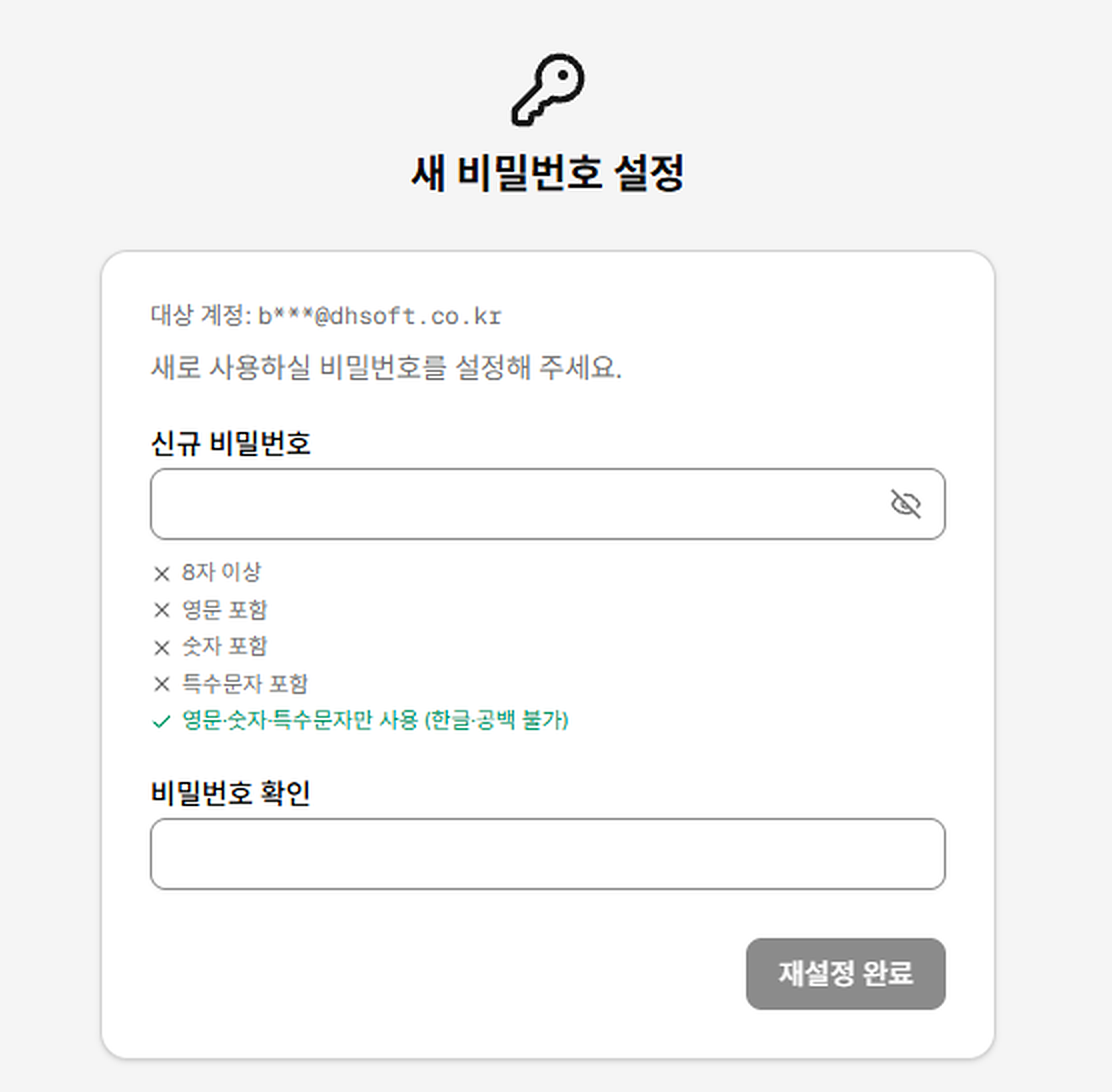 새 비밀번호 설정
대상 계정: b***@dhsoft.co.kr
새로 사용하실 비밀번호를 설정해 주세요.
신규 비밀번호
8자 이상
영문 포함
숫자 포함
특수문자 포함
영문·숫자·특수문자만 사용 (한글·공백 불가)
비밀번호 확인
재설정 완료